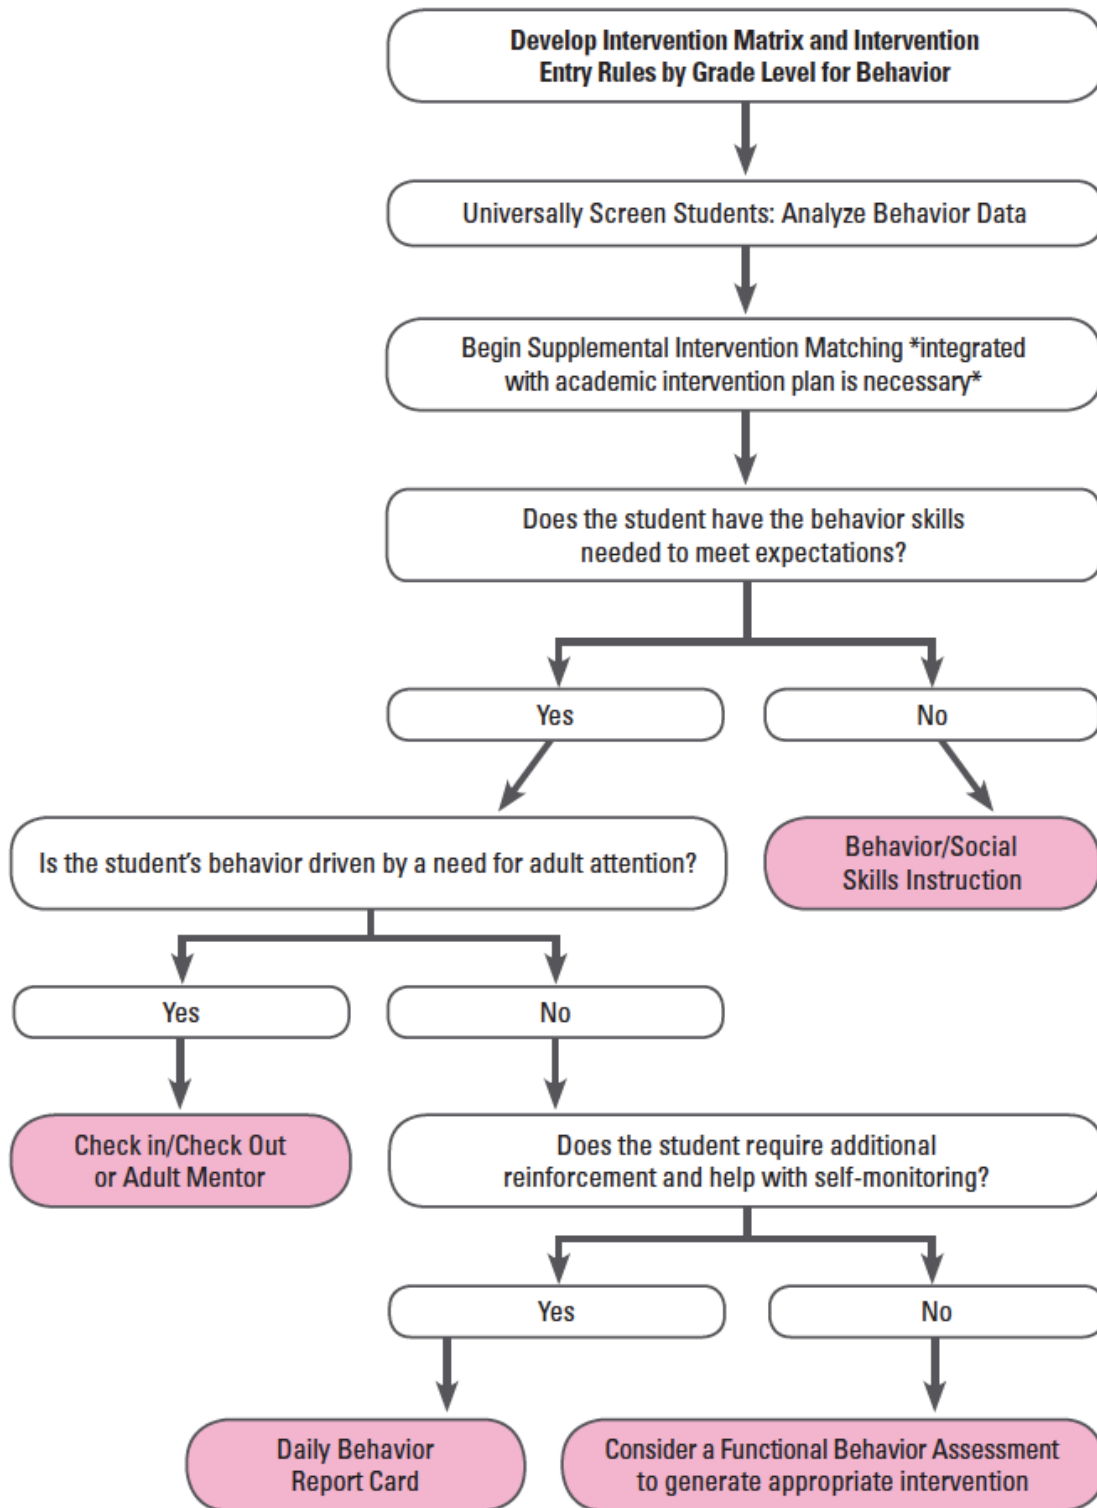 Develop Intervention Matrix and Intervention
Entry Rules by Grade Level for Behavior
Universally Screen Students: Analyze Behavior Data
Begin Supplemental Intervention Matching *integrated
with academic intervention plan is necessary*
Does the student have the behavior skills
needed to meet expectations?
Yes
No
Is the student's behavior driven by a need for adult attention?
Behavior/Social
Skills Instruction
Yes
No
Check in/Check Out
or Adult Mentor
Does the student require additional
reinforcement and help with self-monitoring?
Yes
No
Daily Behavior
Report Card
Consider a Functional Behavior Assessment
to generate appropriate intervention